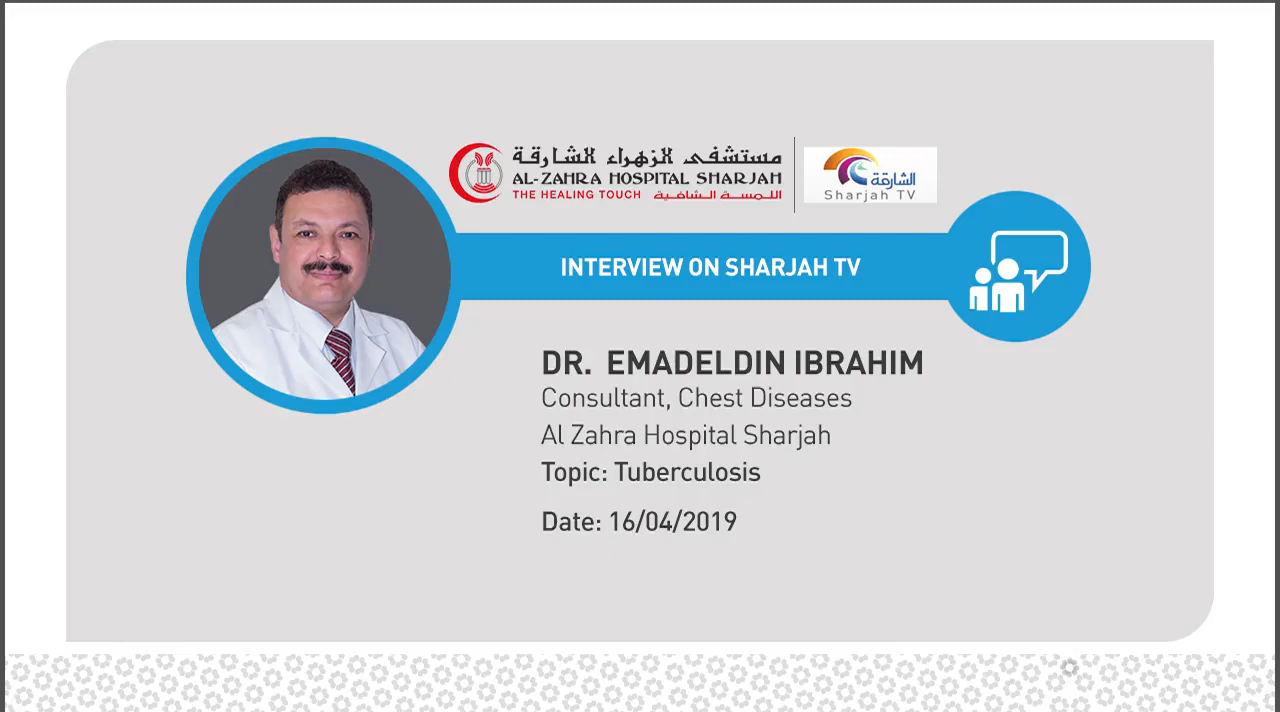 مستشفى الزهراء الشارقة
AL-ZAHRA HOSPITAL SHARJAH
THE HEALING TOUCH اللمسة الشافية
الشارقة
Sharjah TV
INTERVIEW ON SHARJAH TV
DR. EMADELDIN IBRAHIM
Consultant, Chest Diseases
Al Zahra Hospital Sharjah
Topic: Tuberculosis
Date: 16/04/2019